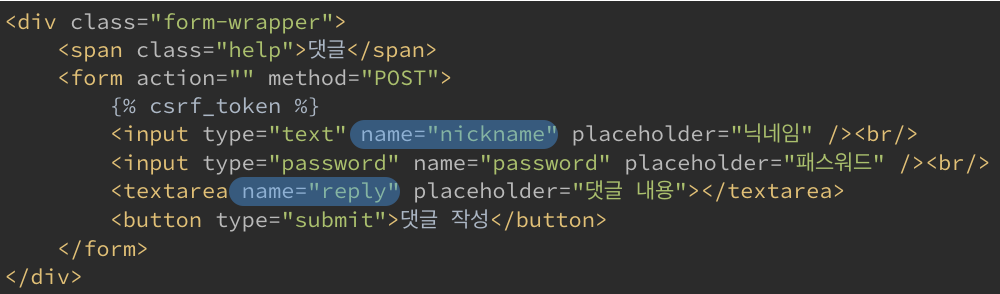 <div class="form-wrapper">
    <span class="help">댓글</span>
    <form action="" method="POST">
        {% csrf_token %}
        <input type="text" name="nickname" placeholder="닉네임" /><br/>
        <input type="password" name="password" placeholder="패스워드" /><br/>
        <textarea name="reply" placeholder="댓글 내용"></textarea>
        <button type="submit">댓글 작성</button>
    </form>
</div>